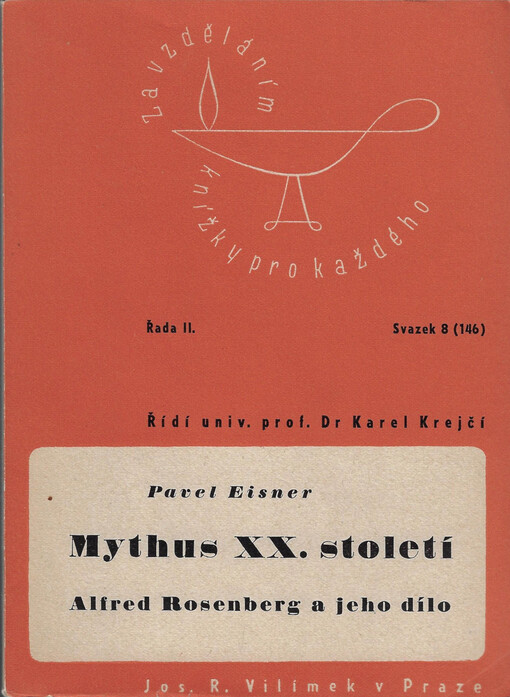 Za vzděláním
knížky pro každého
Řada II.
Svazek 8 (146)
Řídí univ. prof. Dr Karel Krejčí
Pavel Eisner
Mythus XX. století
Alfred Rosenberg a jeho dílo
Jos. R. Vilímek v Praze